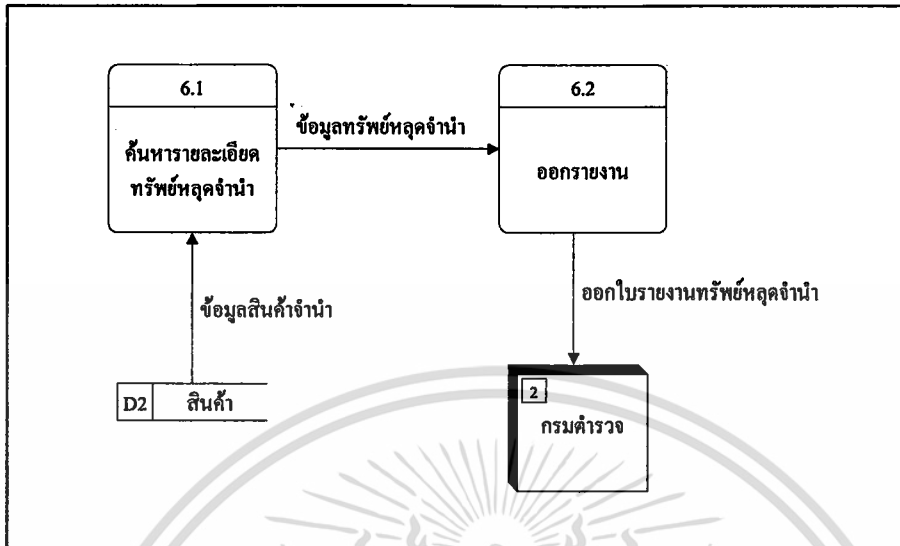 6.1
ค้นหารายละเอียด
ทรัพย์หลุดจำนำ
ข้อมูลทรัพย์หลุดจำนำ
6.2
ออกรายงาน
ข้อมูลสินค้าจำนำ
ออกใบรายงานทรัพย์หลุดจำนำ
D2 สินค้า
2
กรมตำรวจ